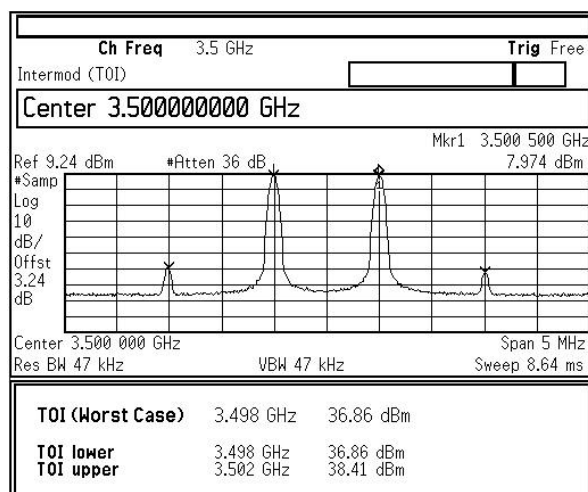 Ch Freq 3.5 GHz Trig Free
Intermod (TOI)
Center 3.500000000 GHz
Mkr1 3.500 500 GHz
Ref 9.24 dBm #Atten 36 dB 7.974 dBm
#Samp
Log
10
dB/
Offst
3.24
dB
Center 3.500 000 GHz Span 5 MHz
Res BW 47 kHz VBW 47 kHz Sweep 8.64 ms
TOI (Worst Case) 3.498 GHz 36.86 dBm
TOI lower 3.498 GHz 36.86 dBm
TOI upper 3.502 GHz 38.41 dBm